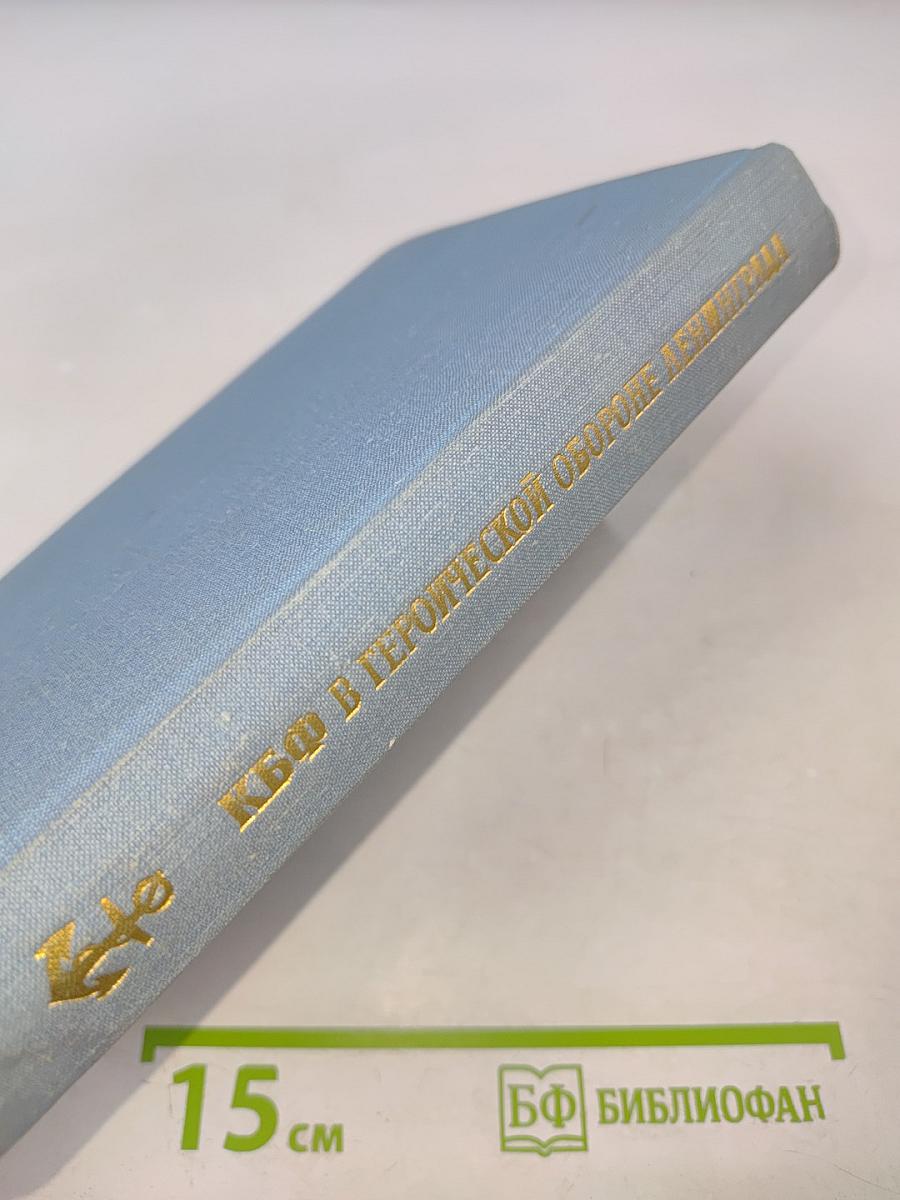 КБФ В ГЕРОИЧЕСКОЙ ОБОРОНЕ ЛЕНИНГРАДА
15 см
БФ БИБЛИОФАН